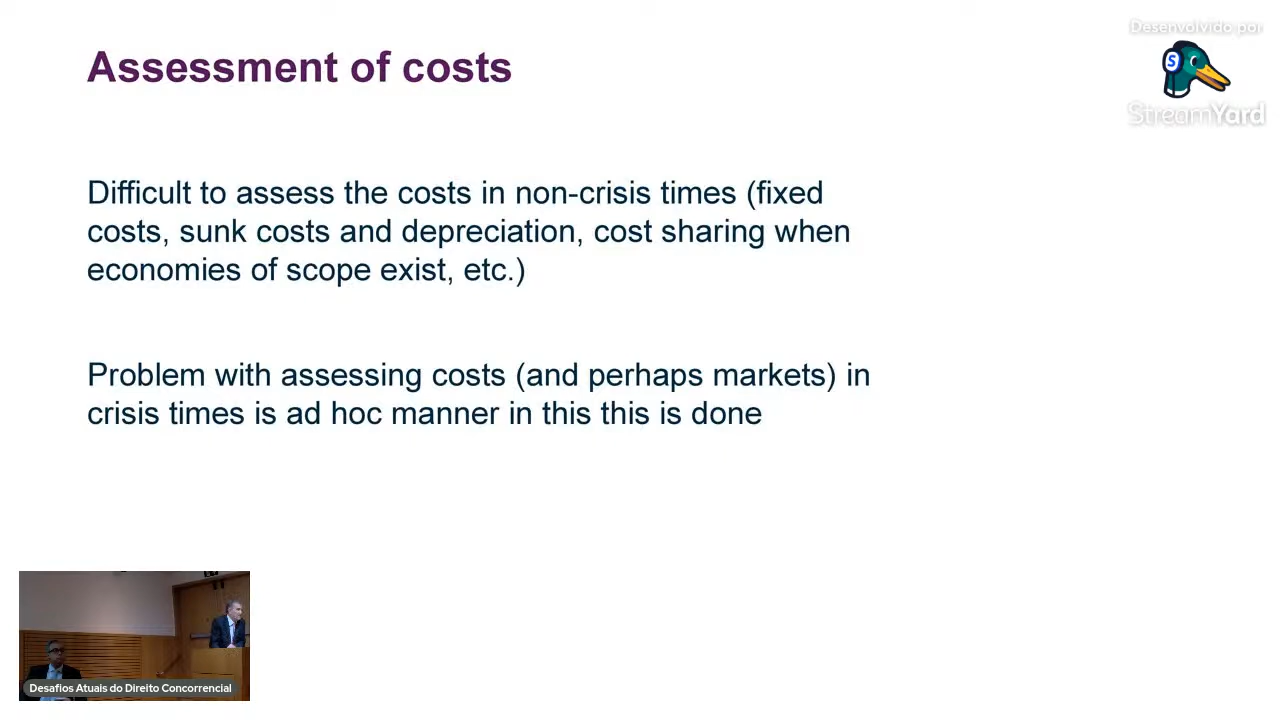 Assessment of costs
Desenvolvido por
S
StreamYard
Difficult to assess the costs in non-crisis times (fixed
costs, sunk costs and depreciation, cost sharing when
economies of scope exist, etc.)
Problem with assessing costs (and perhaps markets) in
crisis times is ad hoc manner in this this is done
Desafios Atuais do Direito Concorrencial